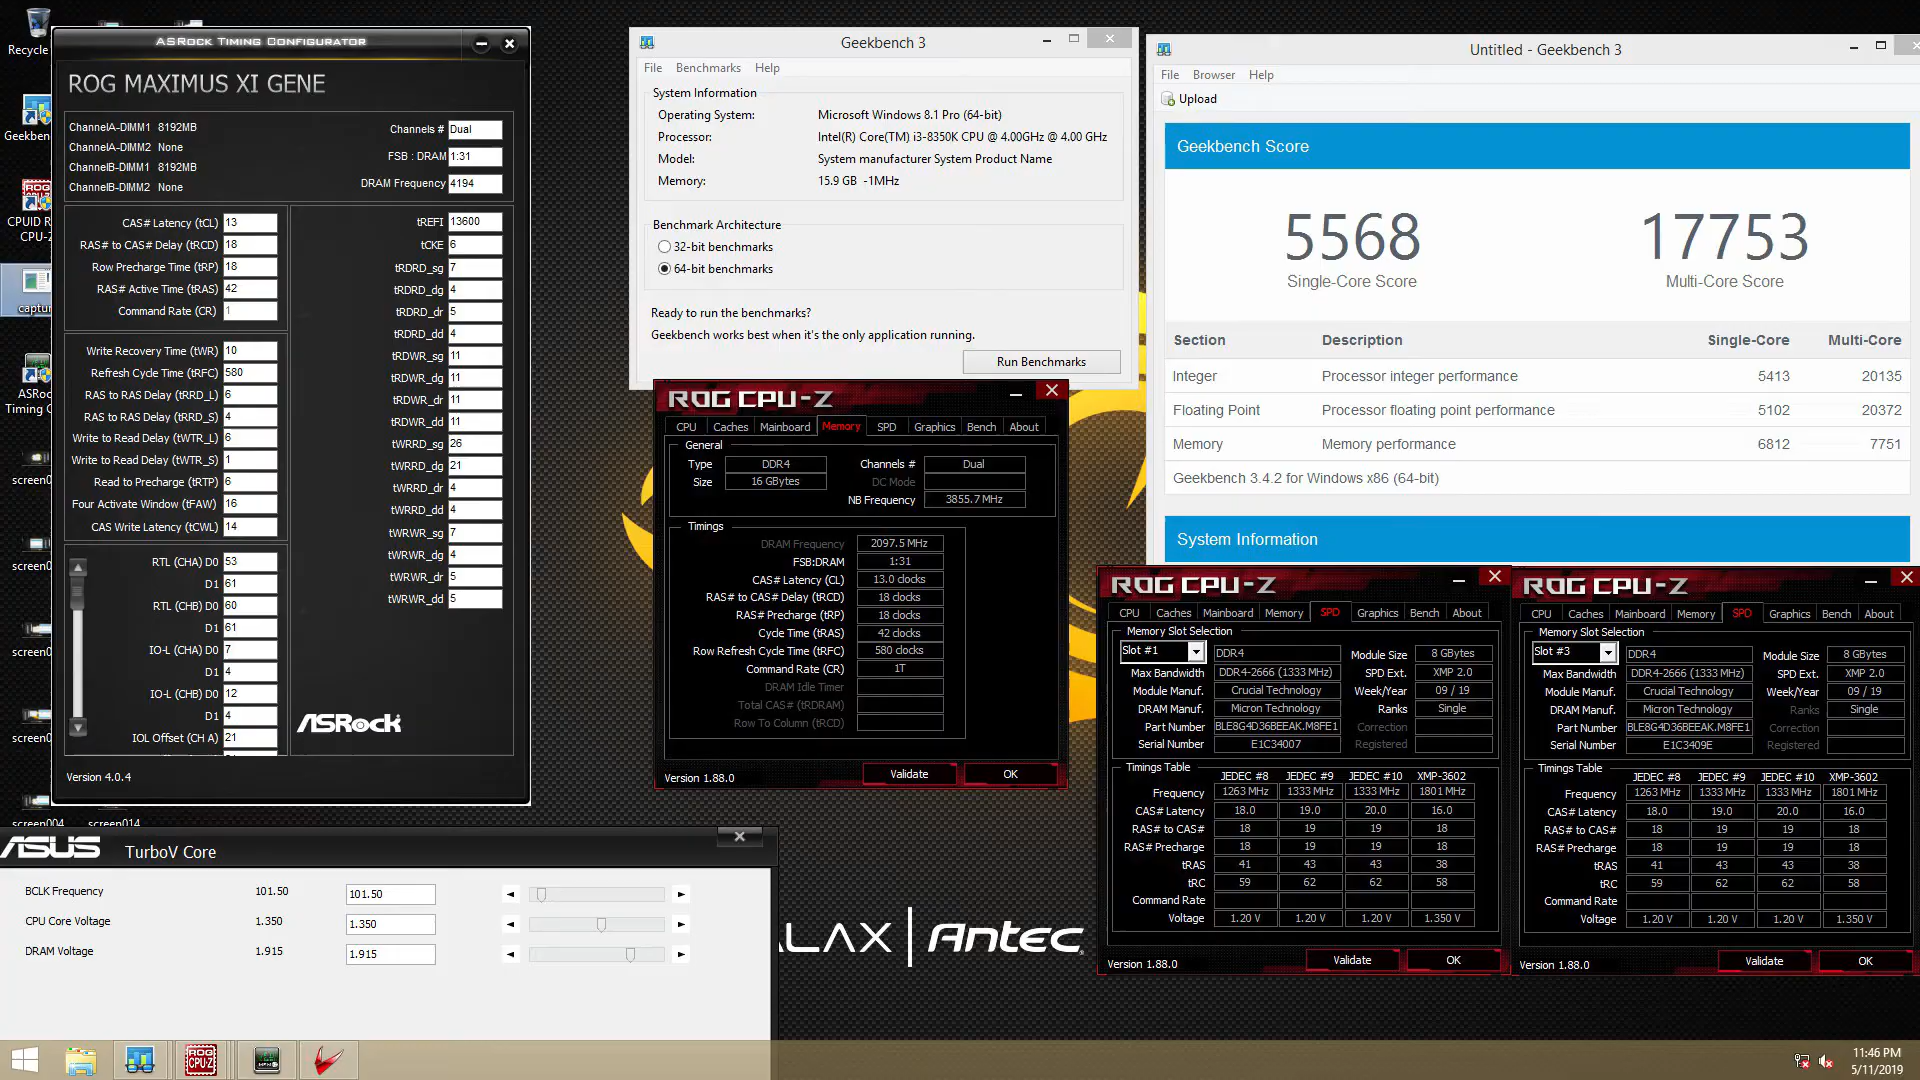 Recycle
Geekben
CPUID R
CPU-Z
captur
ASRo
Timing C
screen0
screen0
screen0
screen0
screen004
screen014
ASRock Timing Configurator
ROG MAXIMUS XI GENE
ChannelA-DIMM1 8192MB
ChannelA-DIMM2 None
ChannelB-DIMM1 8192MB
ChannelB-DIMM2 None
Channels # Dual
FSB : DRAM 1:31
DRAM Frequency 4194
CAS# Latency (tCL) 13
RAS# to CAS# Delay (tRCD) 18
Row Precharge Time (tRP) 18
RAS# Active Time (tRAS) 42
Command Rate (CR) 1
Write Recovery Time (tWR) 10
Refresh Cycle Time (tRFC) 580
RAS to RAS Delay (tRRD_L) 6
RAS to RAS Delay (tRRD_S) 4
Write to Read Delay (tWTR_L) 6
Write to Read Delay (tWTR_S) 1
Read to Precharge (tRTP) 6
Four Activate Window (tFAW) 16
CAS Write Latency (tCWL) 14
RTL (CHA) D0 53
D1 61
RTL (CHB) D0 60
D1 61
IO-L (CHA) D0 7
D1 4
IO-L (CHB) D0 12
D1 4
IOL Offset (CH A) 21
tREFI 13600
tCKE 6
tRDRD_sg 7
tRDRD_dg 4
tRDRD_dr 5
tRDRD_dd 4
tRDWR_sg 11
tRDWR_dg 11
tRDWR_dr 11
tRDWR_dd 11
tWRRD_sg 26
tWRRD_dg 21
tWRRD_dr 4
tWRRD_dd 4
tWRWR_sg 7
tWRWR_dg 4
tWRWR_dr 5
tWRWR_dd 5
ASRock
Version 4.0.4
Geekbench 3
File Benchmarks Help
System Information
Operating System: Microsoft Windows 8.1 Pro (64-bit)
Processor: Intel(R) Core(TM) i3-8350K CPU @ 4.00GHz @ 4.00 GHz
Model: System manufacturer System Product Name
Memory: 15.9 GB -1MHz
Benchmark Architecture
32-bit benchmarks
64-bit benchmarks
Ready to run the benchmarks?
Geekbench works best when it's the only application running.
Run Benchmarks
Untitled - Geekbench 3
File Browser Help
Upload
Geekbench Score
5568 17753
Single-Core Score Multi-Core Score
Section Description Single-Core Multi-Core
Integer Processor integer performance 5413 20135
Floating Point Processor floating point performance 5102 20372
Memory Memory performance 6812 7751
Geekbench 3.4.2 for Windows x86 (64-bit)
System Information
ROG CPU-Z
CPU Caches Mainboard Memory SPD Graphics Bench About
General
Type DDR4 Channels # Dual
Size 16 GBytes DC Mode
NB Frequency 3855.7 MHz
Timings
DRAM Frequency 2097.5 MHz
FSB:DRAM 1:31
CAS# Latency (CL) 13.0 clocks
RAS# to CAS# Delay (tRCD) 18 clocks
RAS# Precharge (tRP) 18 clocks
Cycle Time (tRAS) 42 clocks
Row Refresh Cycle Time (tRFC) 580 clocks
Command Rate (CR) 1T
DRAM Idle Timer
Total CAS# (tRDRAM)
Row To Column (tRCD)
Version 1.88.0 Validate OK
ROG CPU-Z
CPU Caches Mainboard Memory SPD Graphics Bench About
Memory Slot Selection
Slot #1 DDR4 Module Size 8 GBytes
Max Bandwidth DDR4-2666 (1333 MHz) SPD Ext. XMP 2.0
Module Manuf. Crucial Technology Week/Year 09 / 19
DRAM Manuf. Micron Technology Ranks Single
Part Number BLE8G4D36BEEAK.M8FE1 Correction
Serial Number E1C34007 Registered
Timings Table
JEDEC #8 JEDEC #9 JEDEC #10 XMP-3602
Frequency 1263 MHz 1333 MHz 1333 MHz 1801 MHz
CAS# Latency 18.0 19.0 20.0 16.0
RAS# to CAS# 18 19 19 18
RAS# Precharge 18 19 19 18
tRAS 41 43 43 38
tRC 59 62 62 58
Command Rate
Voltage 1.20 V 1.20 V 1.20 V 1.350 V
Version 1.88.0 Validate OK
ROG CPU-Z
CPU Caches Mainboard Memory SPD Graphics Bench About
Memory Slot Selection
Slot #3 DDR4 Module Size 8 GBytes
Max Bandwidth DDR4-2666 (1333 MHz) SPD Ext. XMP 2.0
Module Manuf. Crucial Technology Week/Year 09 / 19
DRAM Manuf. Micron Technology Ranks Single
Part Number BLE8G4D36BEEAK.M8FE1 Correction
Serial Number E1C3409E Registered
Timings Table
JEDEC #8 JEDEC #9 JEDEC #10 XMP-3602
Frequency 1263 MHz 1333 MHz 1333 MHz 1801 MHz
CAS# Latency 18.0 19.0 20.0 16.0
RAS# to CAS# 18 19 19 18
RAS# Precharge 18 19 19 18
tRAS 41 43 43 38
tRC 59 62 62 58
Command Rate
Voltage 1.20 V 1.20 V 1.20 V 1.350 V
Version 1.88.0 Validate OK
ASUS TurboV Core
BCLK Frequency 101.50 101.50
CPU Core Voltage 1.350 1.350
DRAM Voltage 1.915 1.915
ALAX | Antec
ROG CPU-Z
11:46 PM
5/11/2019